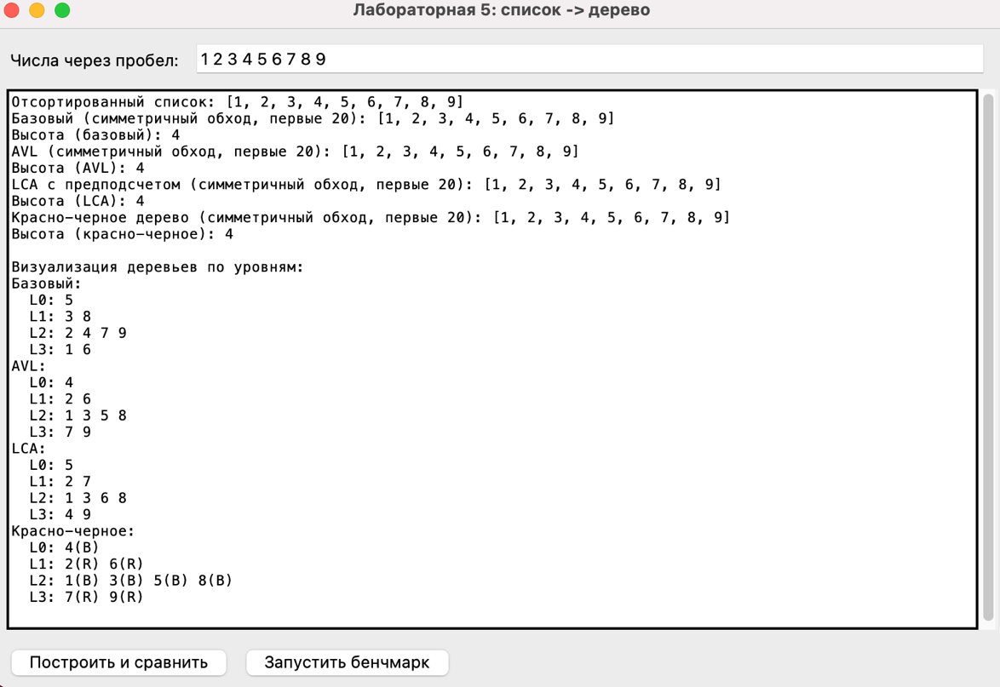 Лабораторная 5: список -> дерево
Числа через пробел: 1 2 3 4 5 6 7 8 9
Отсортированный список: [1, 2, 3, 4, 5, 6, 7, 8, 9]
Базовый (симметричный обход, первые 20): [1, 2, 3, 4, 5, 6, 7, 8, 9]
Высота (базовый): 4
AVL (симметричный обход, первые 20): [1, 2, 3, 4, 5, 6, 7, 8, 9]
Высота (AVL): 4
LCA с предподсчетом (симметричный обход, первые 20): [1, 2, 3, 4, 5, 6, 7, 8, 9]
Высота (LCA): 4
Красно-черное дерево (симметричный обход, первые 20): [1, 2, 3, 4, 5, 6, 7, 8, 9]
Высота (красно-черное): 4
Визуализация деревьев по уровням:
Базовый:
L0: 5
L1: 3 8
L2: 2 4 7 9
L3: 1 6
AVL:
L0: 4
L1: 2 6
L2: 1 3 5 8
L3: 7 9
LCA:
L0: 5
L1: 2 7
L2: 1 3 6 8
L3: 4 9
Красно-черное:
L0: 4(B)
L1: 2(R) 6(R)
L2: 1(B) 3(B) 5(B) 8(B)
L3: 7(R) 9(R)
Построить и сравнить Запустить бенчмарк